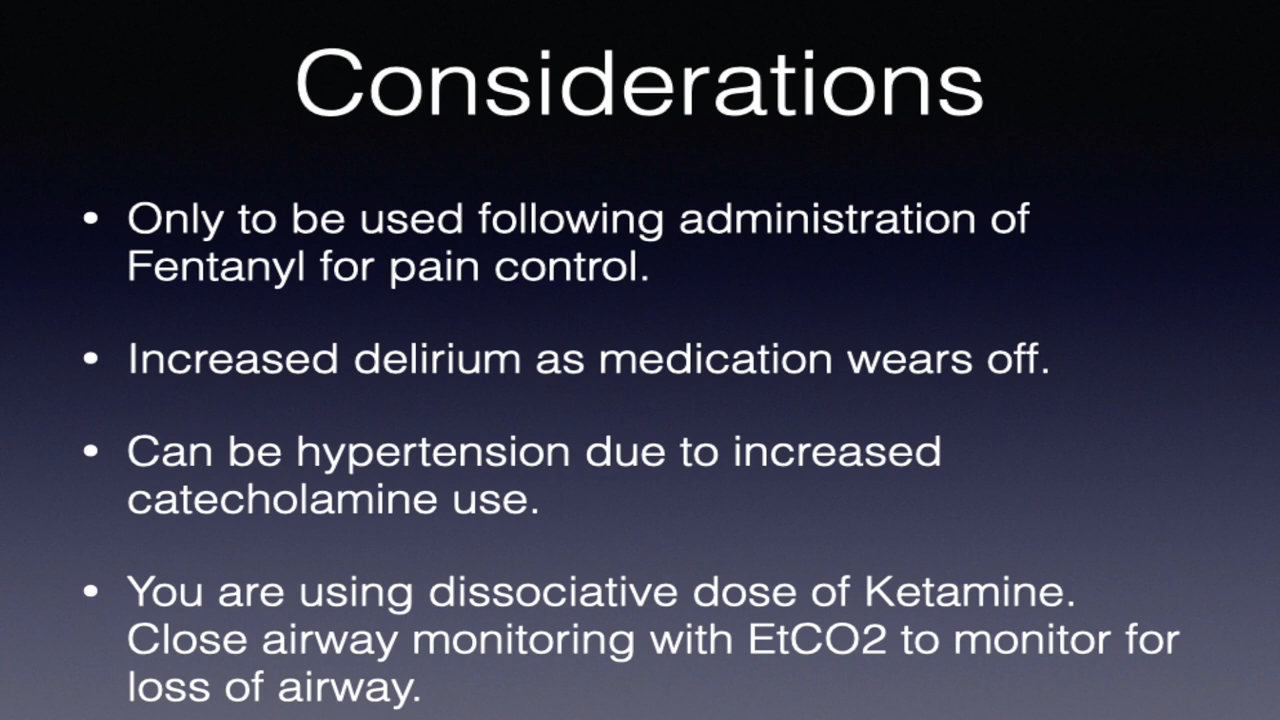 Considerations
• Only to be used following administration of
Fentanyl for pain control.
• Increased delirium as medication wears off.
• Can be hypertension due to increased
catecholamine use.
• You are using dissociative dose of Ketamine.
Close airway monitoring with EtCO2 to monitor for
loss of airway.